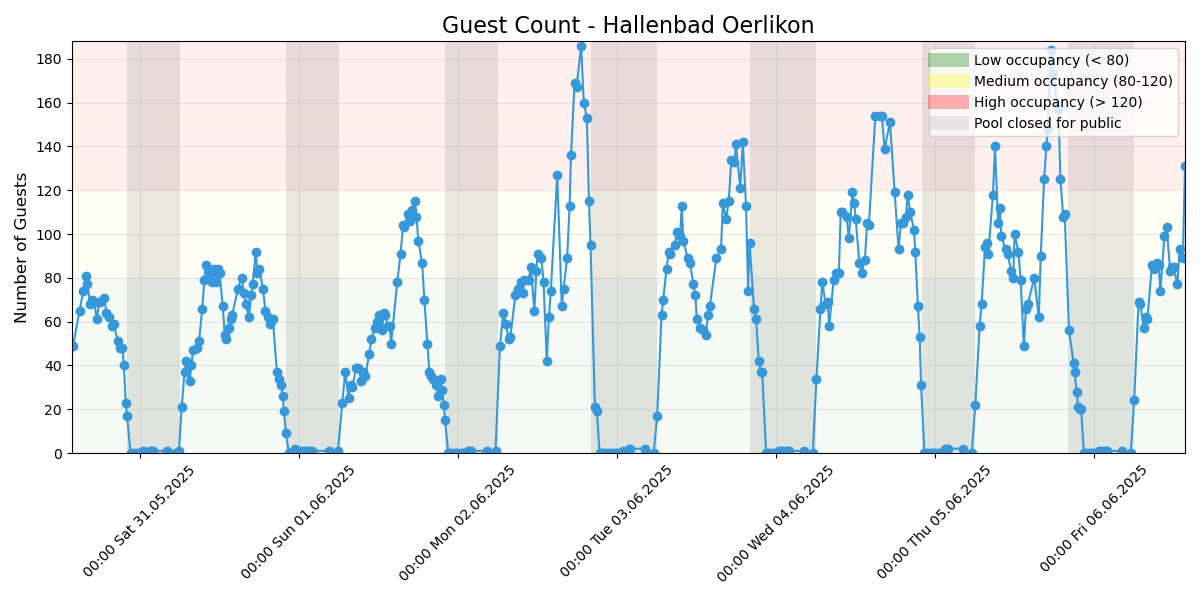 Guest Count - Hallenbad Oerlikon
Number of Guests
180
160
140
120
100
80
60
40
20
0
Low occupancy (< 80)
Medium occupancy (80-120)
High occupancy (> 120)
Pool closed for public
00:00 Sat 31.05.2025
00:00 Sun 01.06.2025
00:00 Mon 02.06.2025
00:00 Tue 03.06.2025
00:00 Wed 04.06.2025
00:00 Thu 05.06.2025
00:00 Fri 06.06.2025